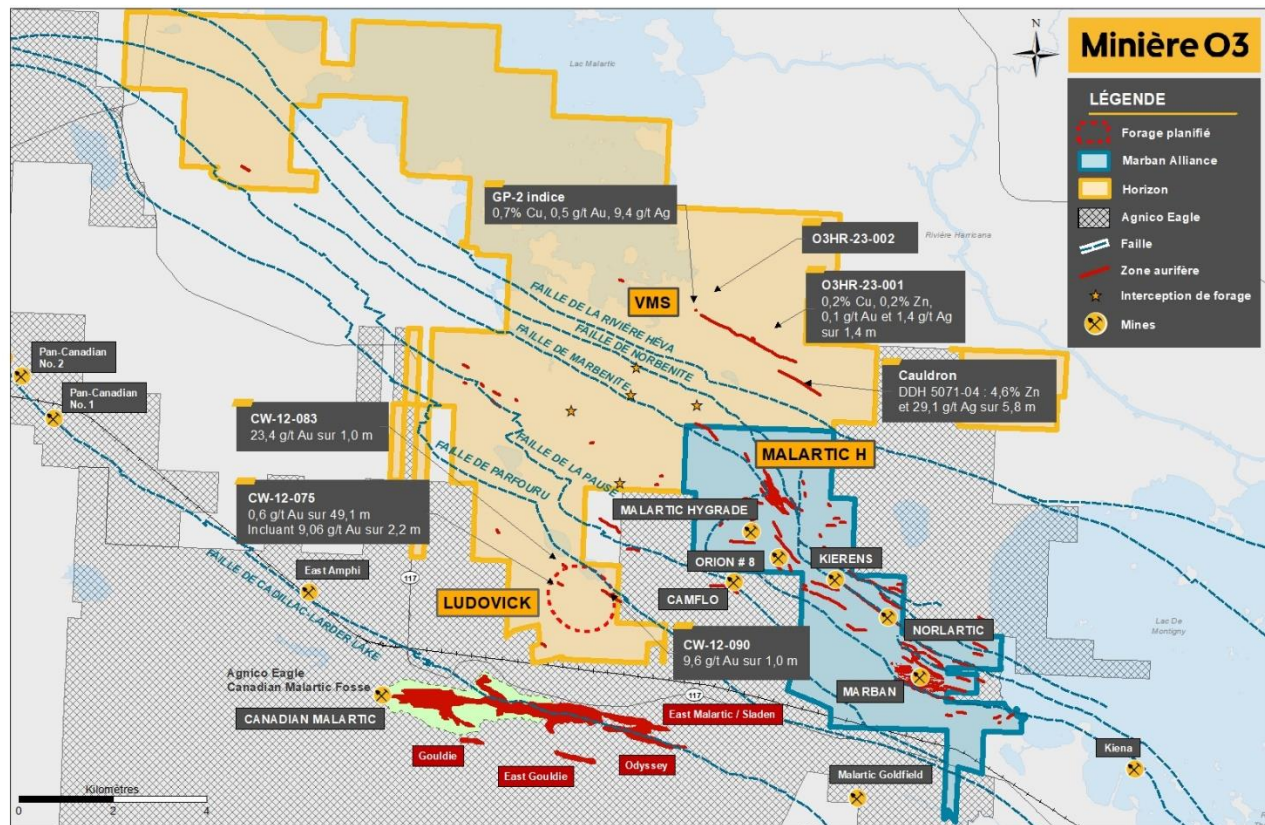 Minière O3
N
LÉGENDE
Forage planifié
Marban Alliance
Horizon
Agnico Eagle
Faille
Zone aurifère
Interception de forage
Mines
Lac Malartic
Rivière Harricana
GP-2 indice
0,7% Cu, 0,5 g/t Au, 9,4 g/t Ag
O3HR-23-002
O3HR-23-001
0,2% Cu, 0,2% Zn,
0,1 g/t Au et 1,4 g/t Ag
sur 1,4 m
VMS
FAILLE DE LA RIVIÈRE HÉVA
FAILLE DE NORBENITE
FAILLE DE MARBENITE
Pan-Canadian
No. 2
Pan-Canadian
No. 1
Cauldron
DDH 5071-04 : 4,6% Zn
et 29,1 g/t Ag sur 5,8 m
CW-12-083
23,4 g/t Au sur 1,0 m
FAILLE DE LA PAUSE
FAILLE DE PARFOURU
MALARTIC H
CW-12-075
0,6 g/t Au sur 49,1 m
Incluant 9,06 g/t Au sur 2,2 m
MALARTIC HYGRADE
ORION # 8
KIERENS
CAMFLO
East Amphi
117
FAILLE DE CADILLAC-LARDER LAKE
LUDOVICK
NORLARTIC
Lac De
Montigny
CW-12-090
9,6 g/t Au sur 1,0 m
MARBAN
Agnico Eagle
Canadian Malartic Fosse
CANADIAN MALARTIC
117
East Malartic / Sladen
Gouldie
East Gouldie
Odyssey
Kiena
Malartic Goldfield
Kilomètres
0 2 4